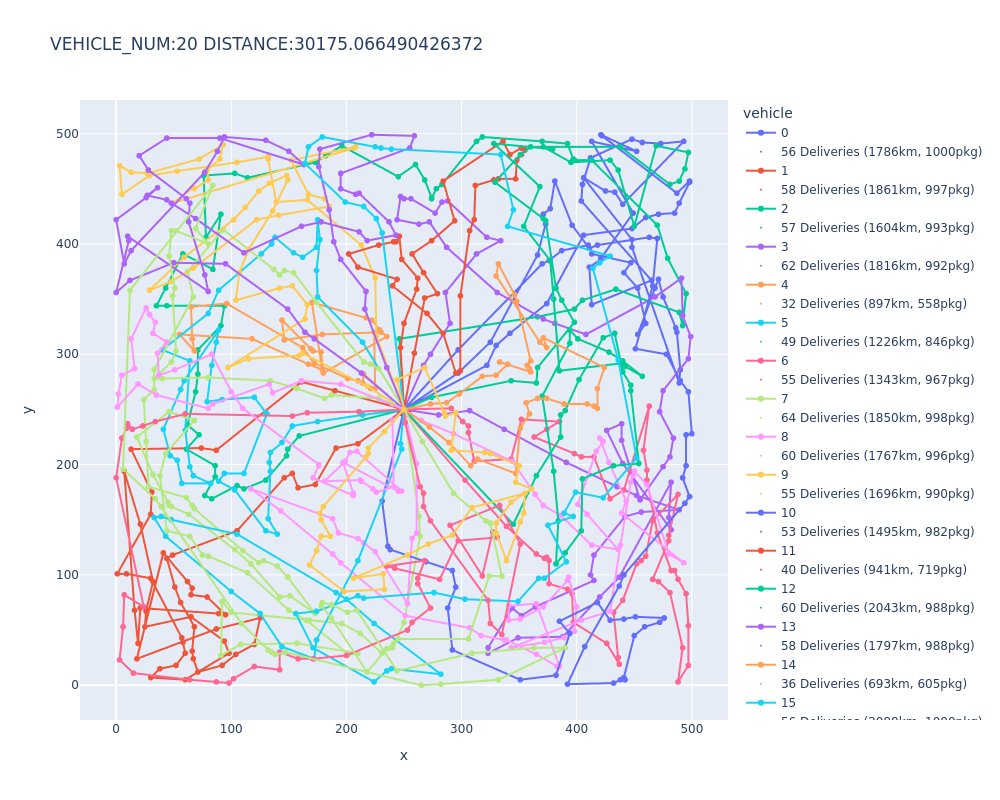 VEHICLE_NUM:20 DISTANCE:30175.066490426372
vehicle
0
56 Deliveries (1786km, 1000pkg)
1
58 Deliveries (1861km, 997pkg)
2
57 Deliveries (1604km, 993pkg)
3
62 Deliveries (1816km, 992pkg)
4
32 Deliveries (897km, 558pkg)
5
49 Deliveries (1226km, 846pkg)
6
55 Deliveries (1343km, 967pkg)
7
64 Deliveries (1850km, 998pkg)
8
60 Deliveries (1767km, 996pkg)
9
55 Deliveries (1696km, 990pkg)
10
53 Deliveries (1495km, 982pkg)
11
40 Deliveries (941km, 719pkg)
12
60 Deliveries (2043km, 988pkg)
13
58 Deliveries (1797km, 988pkg)
14
36 Deliveries (693km, 605pkg)
15
500
400
300
200
100
0
y
0 100 200 300 400 500
x